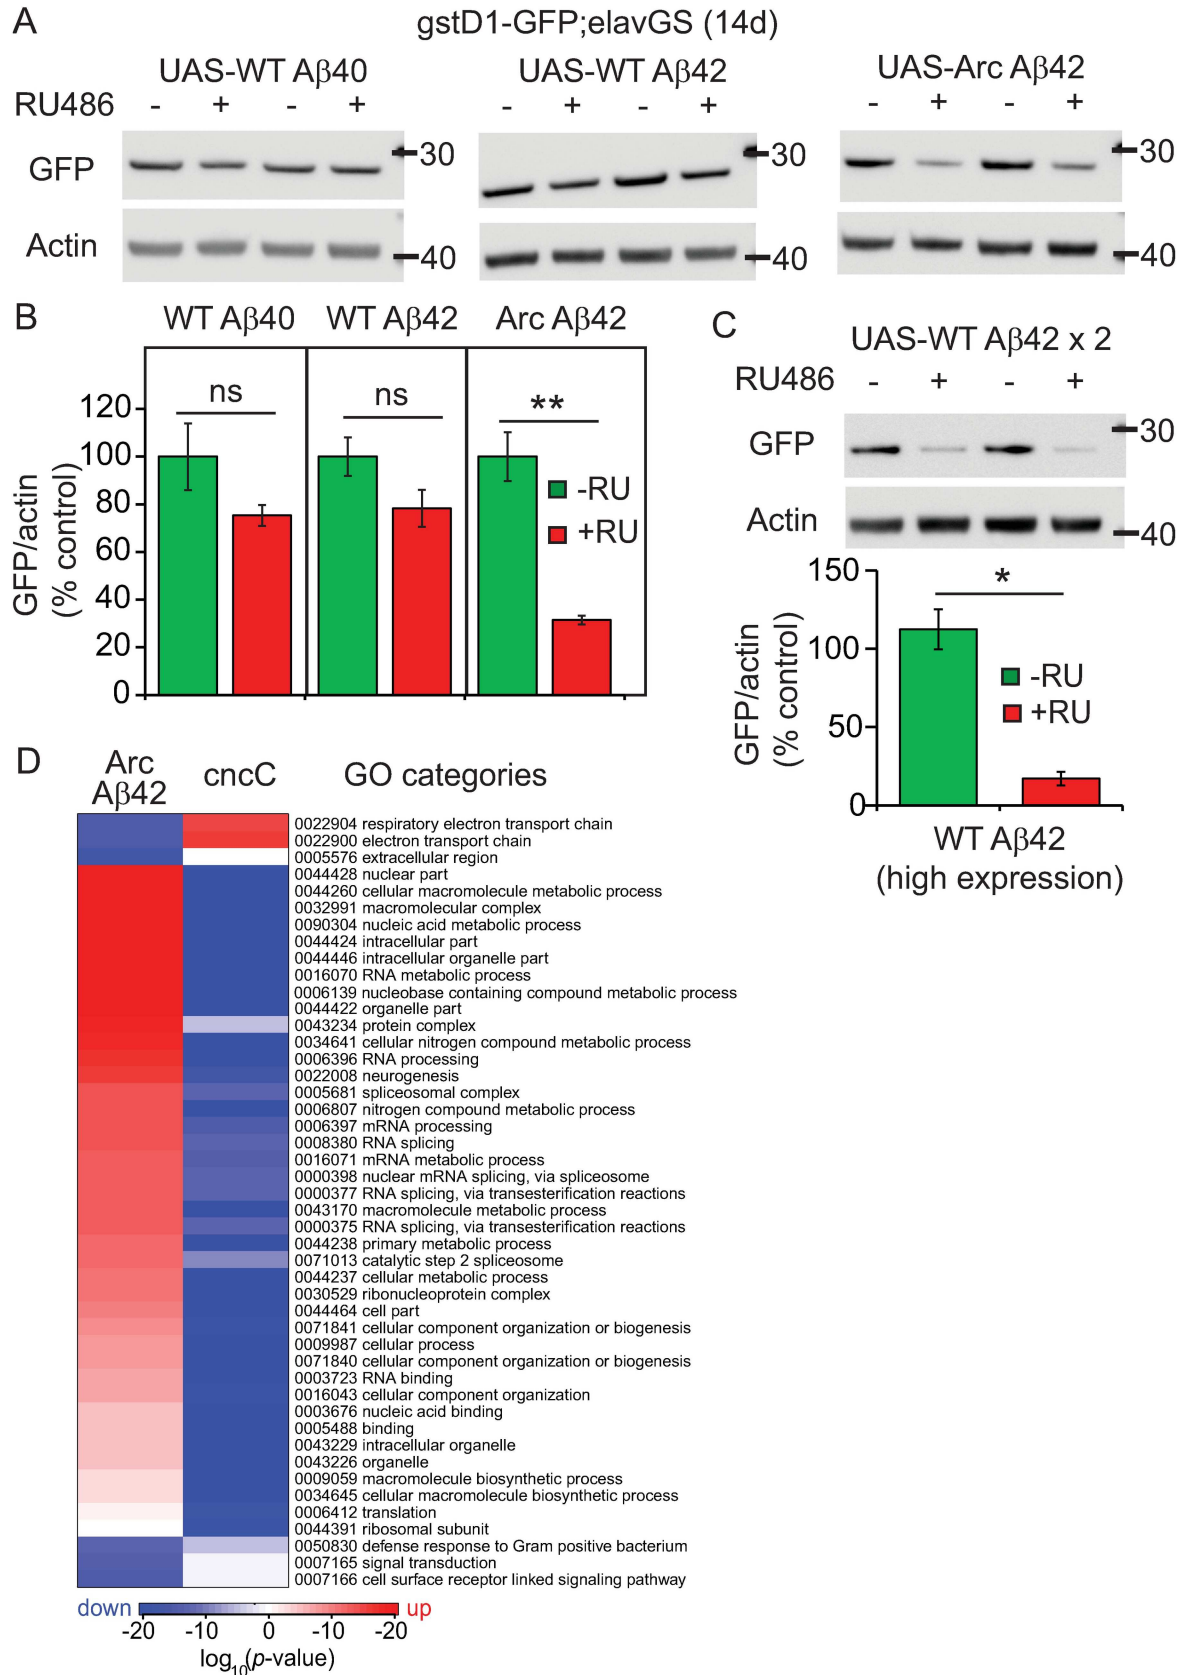 A
gstD1-GFP;elavGS (14d)
UAS-WT Aβ40
UAS-WT Aβ42
UAS-Arc Aβ42
RU486 - + - + - + - + - + - +
GFP
30
30
30
Actin
40
40
40
B
WT Aβ40
WT Aβ42
Arc Aβ42
GFP/actin
(% control)
120
100
80
60
40
20
0
ns
ns
**
-RU
+RU
C
UAS-WT Aβ42 x 2
RU486 - + - +
GFP
30
Actin
40
GFP/actin
(% control)
150
100
50
0
*
-RU
+RU
WT Aβ42
(high expression)
D
Arc
Aβ42
cncC
GO categories
0022904 respiratory electron transport chain
0022900 electron transport chain
0005576 extracellular region
0044428 nuclear part
0044260 cellular macromolecule metabolic process
0032991 macromolecular complex
0090304 nucleic acid metabolic process
0044424 intracellular part
0044446 intracellular organelle part
0016070 RNA metabolic process
0006139 nucleobase containing compound metabolic process
0044422 organelle part
0043234 protein complex
0034641 cellular nitrogen compound metabolic process
0006396 RNA processing
0022008 neurogenesis
0005681 spliceosomal complex
0006807 nitrogen compound metabolic process
0006397 mRNA processing
0008380 RNA splicing
0016071 mRNA metabolic process
0000398 nuclear mRNA splicing, via spliceosome
0000377 RNA splicing, via transesterification reactions
0043170 macromolecule metabolic process
0000375 RNA splicing, via transesterification reactions
0044238 primary metabolic process
0071013 catalytic step 2 spliceosome
0044237 cellular metabolic process
0030529 ribonucleoprotein complex
0044464 cell part
0071841 cellular component organization or biogenesis
0009987 cellular process
0071840 cellular component organization or biogenesis
0003723 RNA binding
0016043 cellular component organization
0003676 nucleic acid binding
0005488 binding
0043229 intracellular organelle
0043226 organelle
0009059 macromolecule biosynthetic process
0034645 cellular macromolecule biosynthetic process
0006412 translation
0044391 ribosomal subunit
0050830 defense response to Gram positive bacterium
0007165 signal transduction
0007166 cell surface receptor linked signaling pathway
down up
-20 -10 0 -10 -20
log10(p-value)